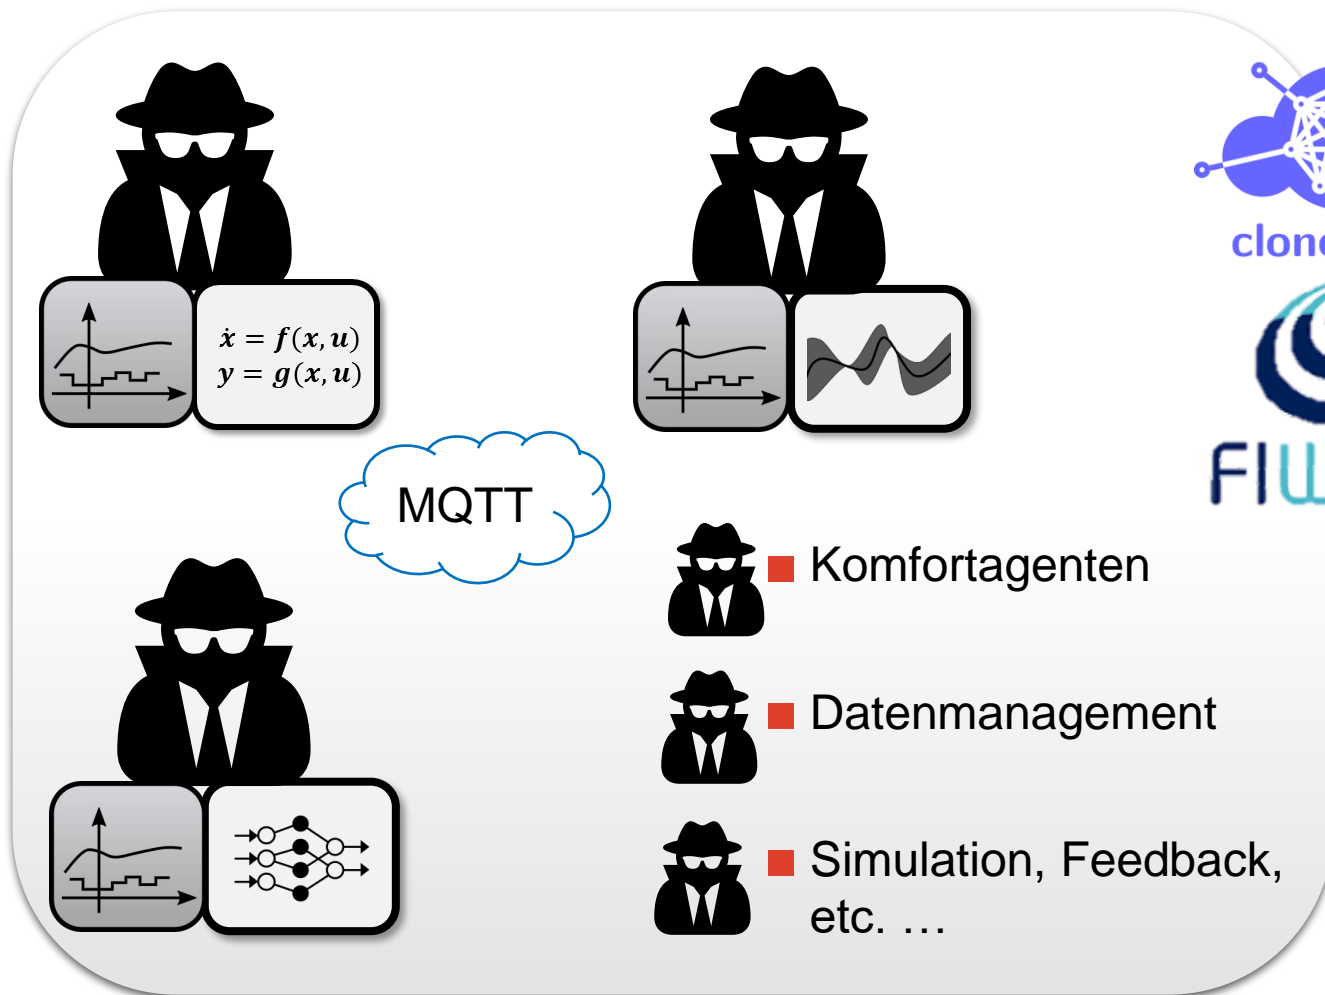 ẋ = f(x, u)
y = g(x, u)
MQTT
Komfortagenten
Datenmanagement
Simulation, Feedback,
etc. …